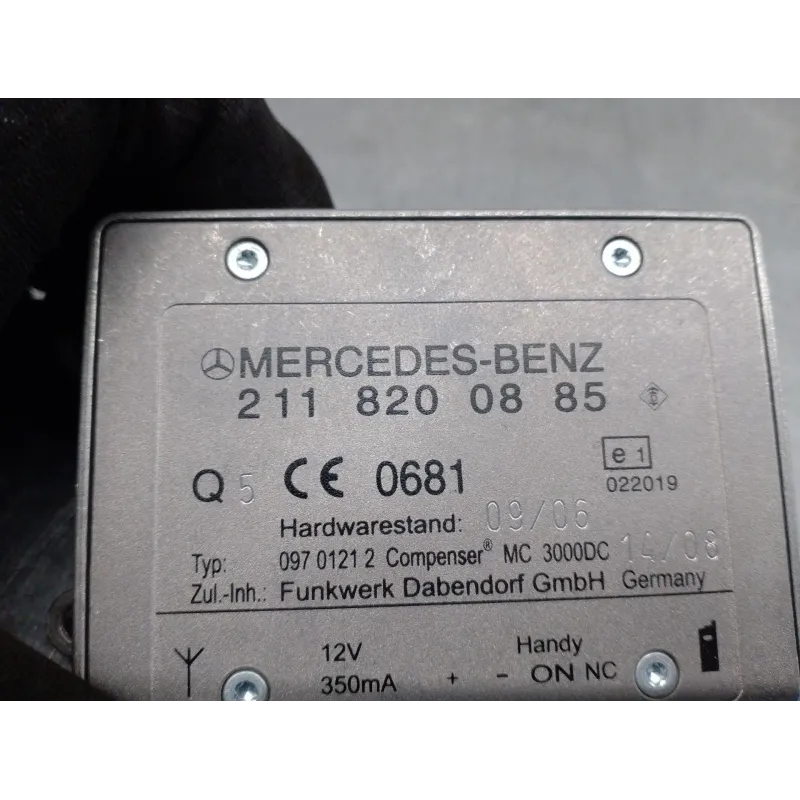 MERCEDES-BENZ
211 820 08 85
Q 5 CE 0681 e1
022019
Hardwarestand: 09/06
Typ: 097 0121 2 Compenser® MC 3000DC 14/08
Zul.-Inh.: Funkwerk Dabendorf GmbH Germany
12V Handy
350mA + - ON NC